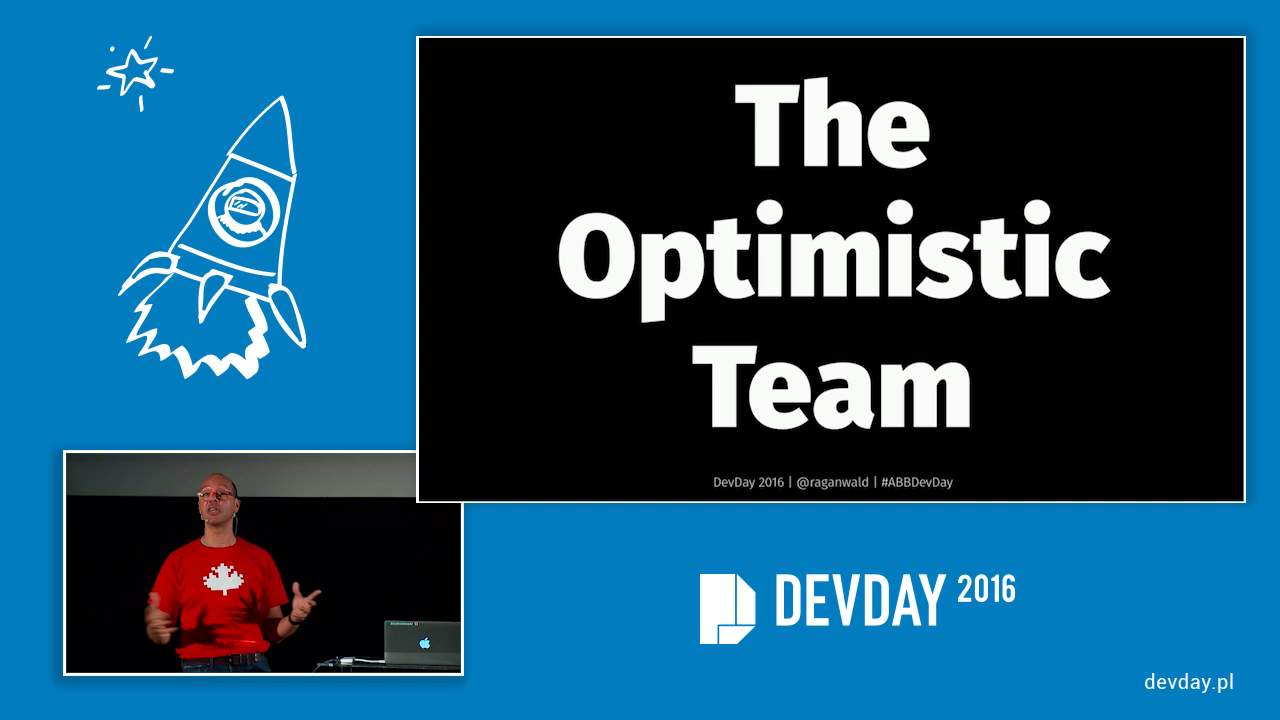 The
Optimistic
Team
DevDay 2016 | @raganwald | #ABBDevDay
DEVDAY 2016
devday.pl